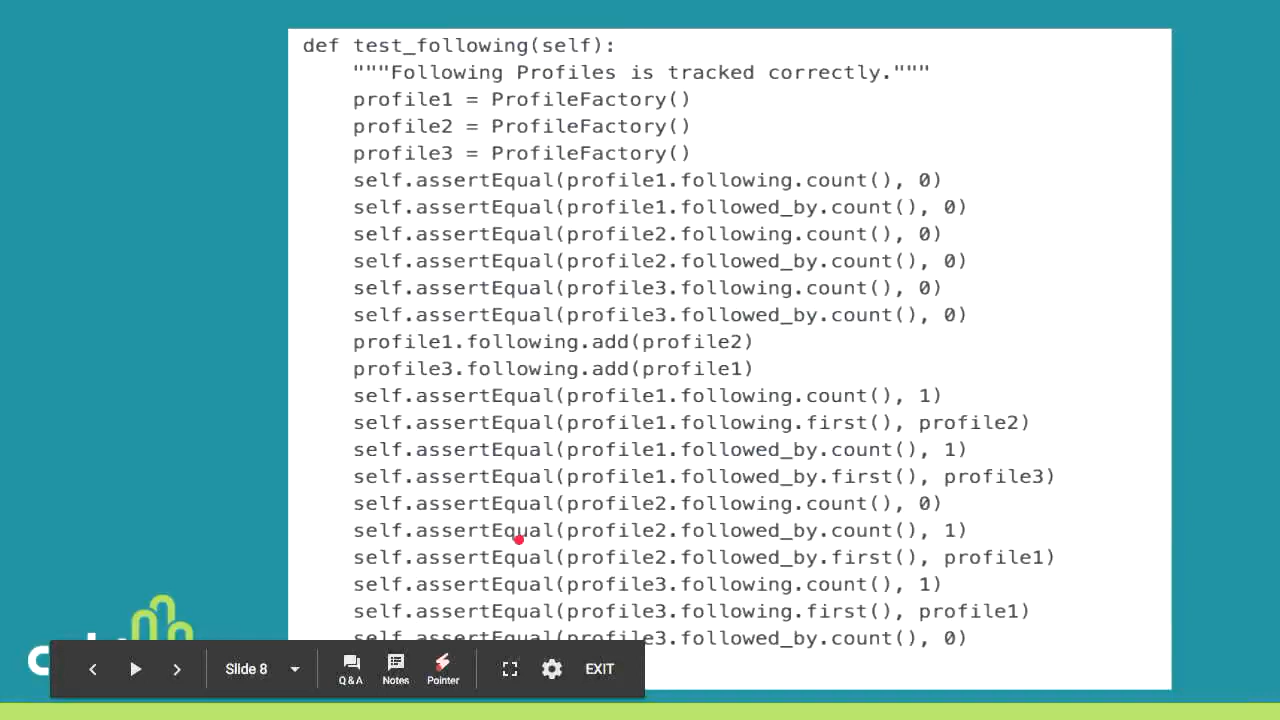 def test_following(self):
"""Following Profiles is tracked correctly."""
profile1 = ProfileFactory()
profile2 = ProfileFactory()
profile3 = ProfileFactory()
self.assertEqual(profile1.following.count(), 0)
self.assertEqual(profile1.followed_by.count(), 0)
self.assertEqual(profile2.following.count(), 0)
self.assertEqual(profile2.followed_by.count(), 0)
self.assertEqual(profile3.following.count(), 0)
self.assertEqual(profile3.followed_by.count(), 0)
profile1.following.add(profile2)
profile3.following.add(profile1)
self.assertEqual(profile1.following.count(), 1)
self.assertEqual(profile1.following.first(), profile2)
self.assertEqual(profile1.followed_by.count(), 1)
self.assertEqual(profile1.followed_by.first(), profile3)
self.assertEqual(profile2.following.count(), 0)
self.assertEqual(profile2.followed_by.count(), 1)
self.assertEqual(profile2.followed_by.first(), profile1)
self.assertEqual(profile3.following.count(), 1)
self.assertEqual(profile3.following.first(), profile1)
self.assertEqual(profile3.followed_by.count(), 0)
Slide 8
Q & A
Notes
Pointer
EXIT